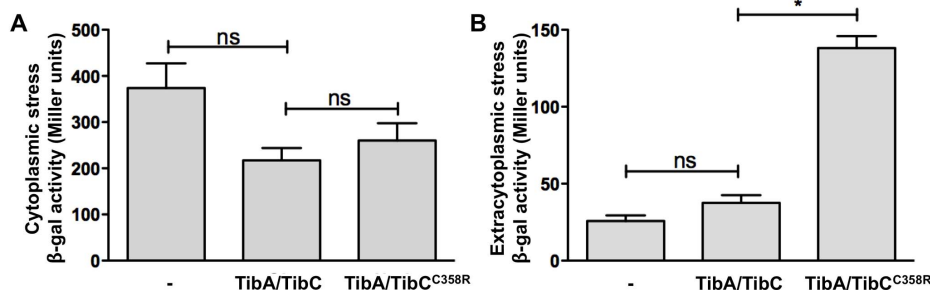 A
Cytoplasmic stress
β-gal activity (Miller units)
500
400
300
200
100
0
ns
ns
-
TibA/TibC
TibA/TibC^C358R
B
Extracytoplasmic stress
β-gal activity (Miller units)
150
100
50
0
ns
*
-
TibA/TibC
TibA/TibC^C358R